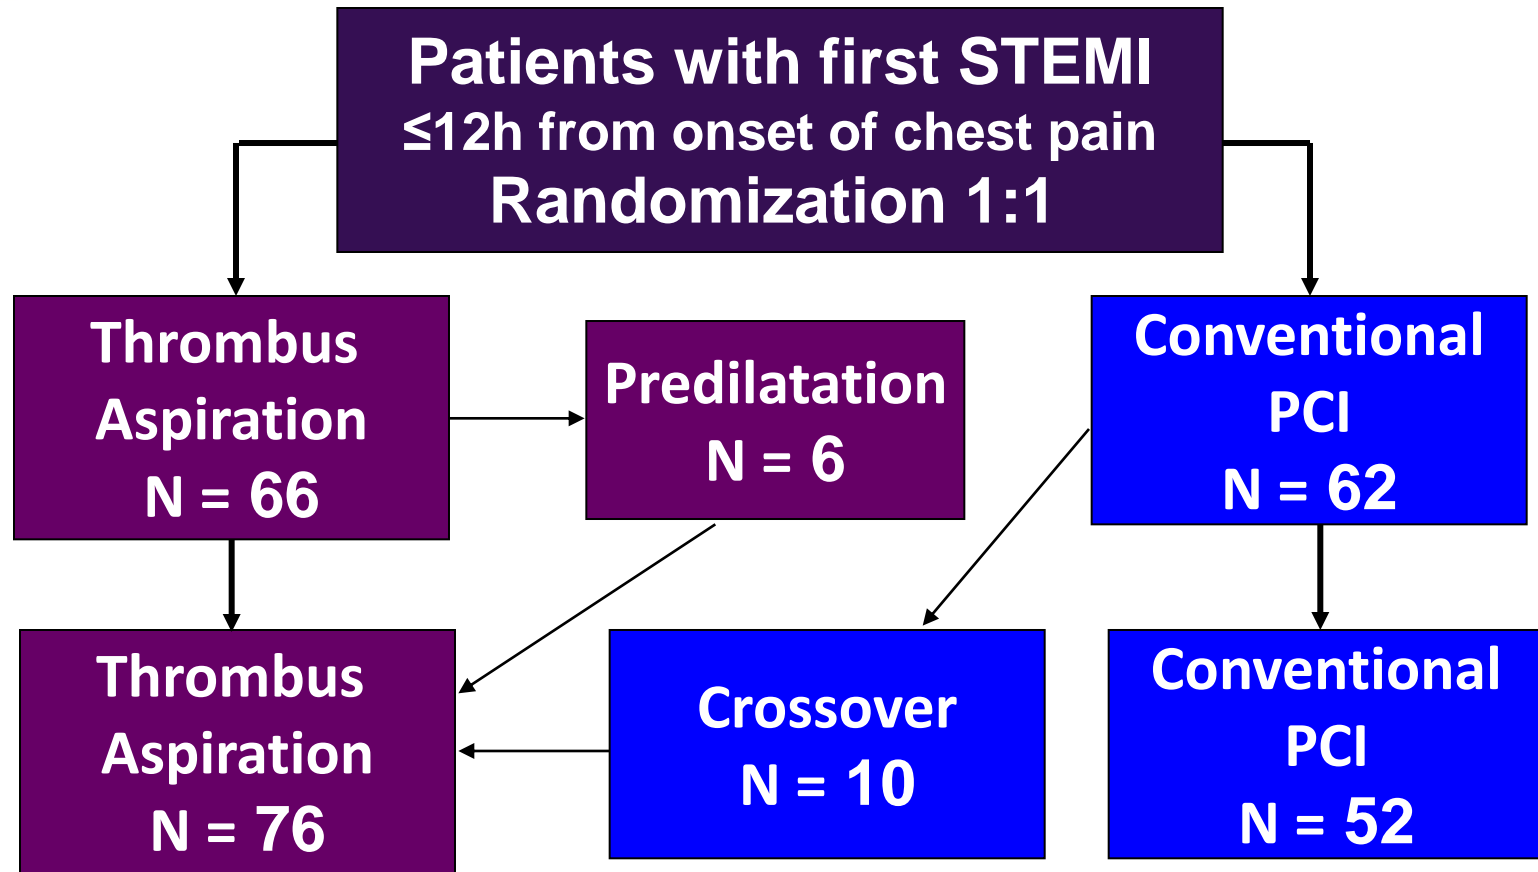 Patients with first STEMI
≤12h from onset of chest pain
Randomization 1:1
Thrombus
Aspiration
N = 66
Predilatation
N = 6
Conventional
PCI
N = 62
Thrombus
Aspiration
N = 76
Crossover
N = 10
Conventional
PCI
N = 52